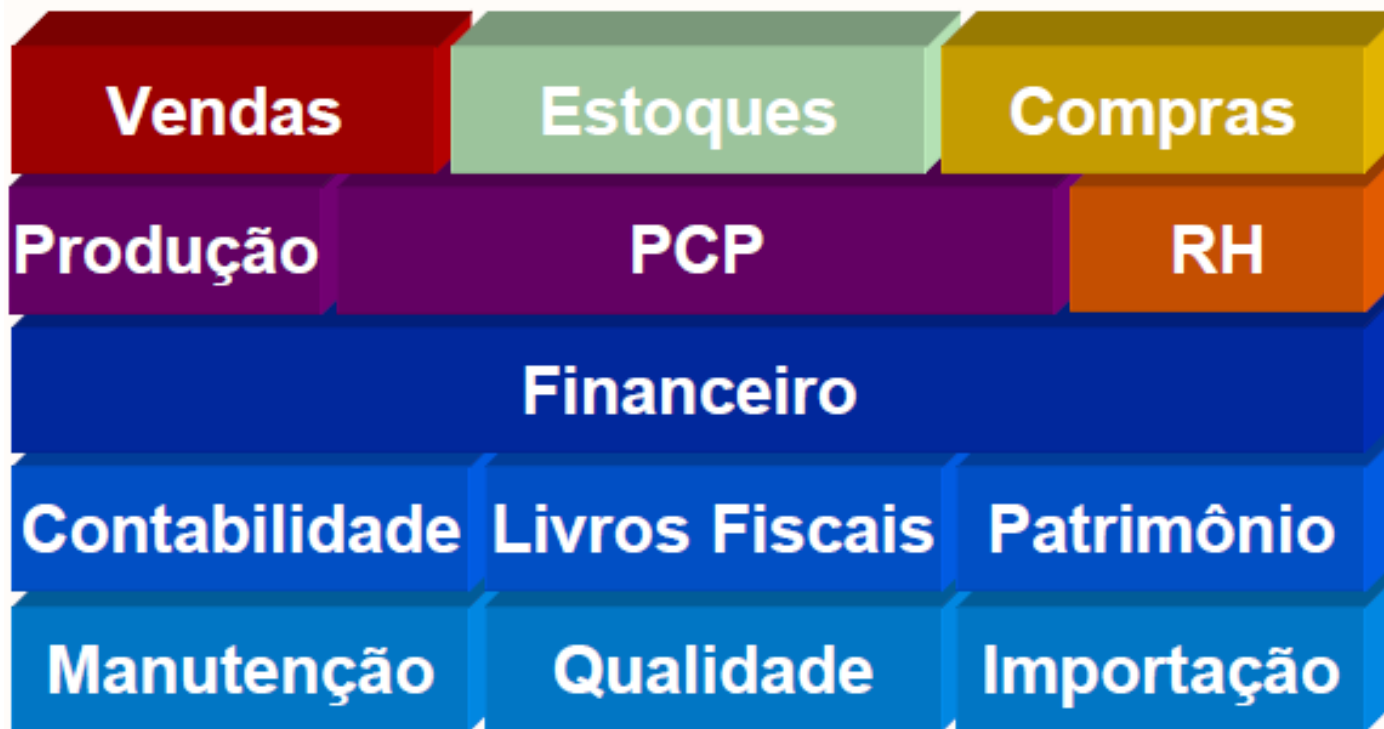 Vendas Estoques Compras
Produção PCP RH
Financeiro
Contabilidade Livros Fiscais Patrimônio
Manutenção Qualidade Importação